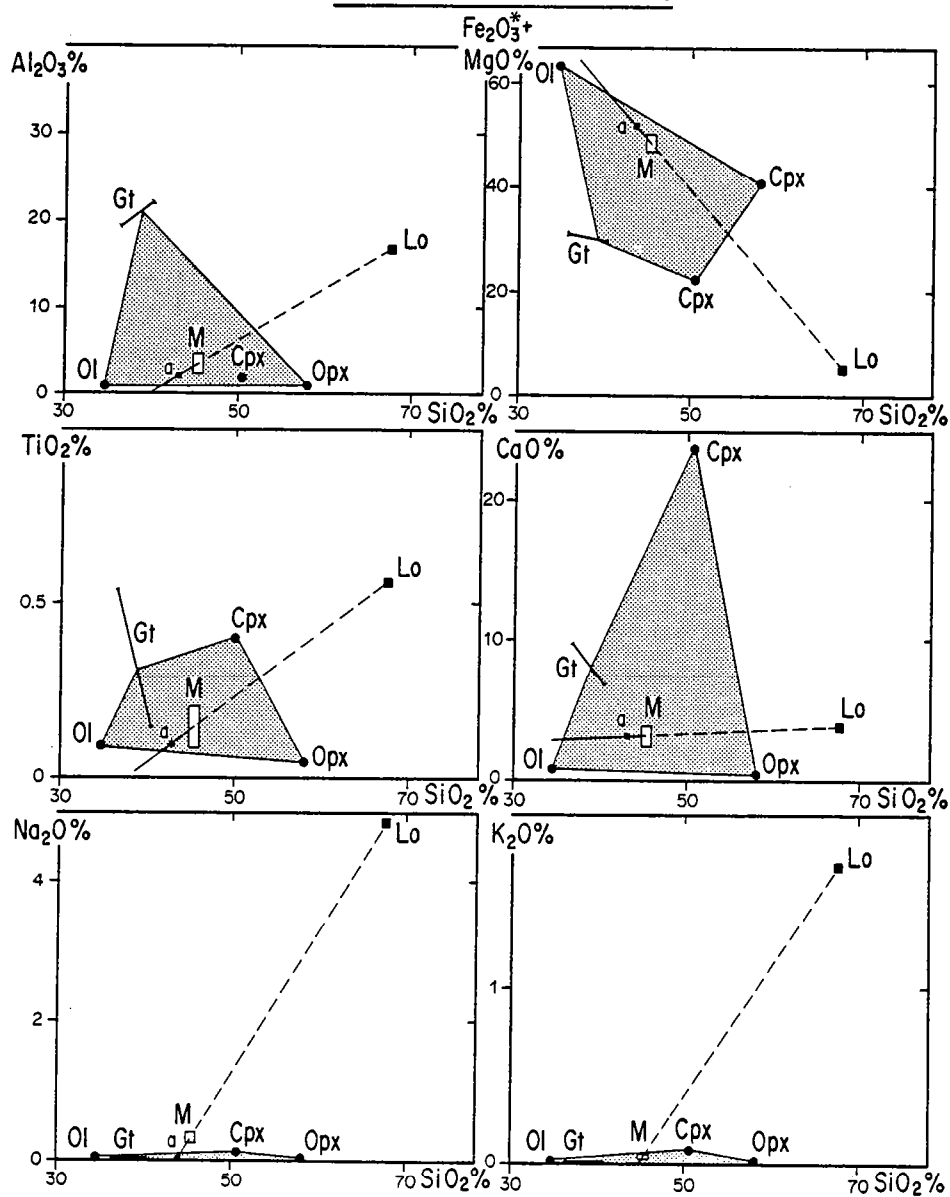 Al₂O₃%
30
20
10
0
Gt
Lo
M
a
Cpx
Ol
Opx
30
50
70
SiO₂%
Fe₂O₃*+
MgO%
60
40
20
0
Ol
a
M
Cpx
Gt
Cpx
Lo
30
50
70
SiO₂%
TiO₂%
0.5
0
Lo
Gt
Cpx
M
Ol
a
Opx
30
50
70
SiO₂%
CaO%
20
10
0
Cpx
Gt
a
M
Lo
Ol
Opx
30
50
70
SiO₂%
Na₂O%
4
2
0
Lo
M
Ol
Gt
a
Cpx
Opx
30
50
70
SiO₂%
K₂O%
1
0
Lo
Ol
Gt
M
Cpx
Opx
30
50
70
SiO₂%